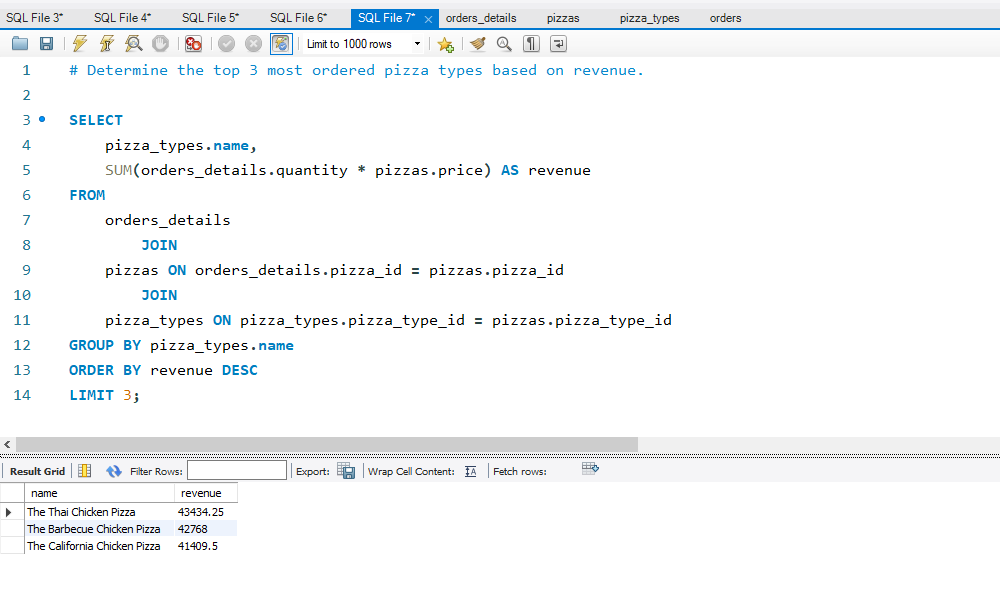 SQL File 3* SQL File 4* SQL File 5* SQL File 6* SQL File 7* orders_details pizzas pizza_types orders
Limit to 1000 rows
1 # Determine the top 3 most ordered pizza types based on revenue.
2
3 SELECT
4 pizza_types.name,
5 SUM(orders_details.quantity * pizzas.price) AS revenue
6 FROM
7 orders_details
8 JOIN
9 pizzas ON orders_details.pizza_id = pizzas.pizza_id
10 JOIN
11 pizza_types ON pizza_types.pizza_type_id = pizzas.pizza_type_id
12 GROUP BY pizza_types.name
13 ORDER BY revenue DESC
14 LIMIT 3;
Result Grid Filter Rows: Export: Wrap Cell Content: Fetch rows:
name revenue
The Thai Chicken Pizza 43434.25
The Barbecue Chicken Pizza 42768
The California Chicken Pizza 41409.5